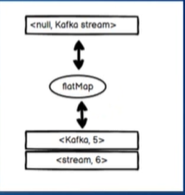 <null, Kafka stream>
flatMap
<Kafka, 5>
<stream, 6>